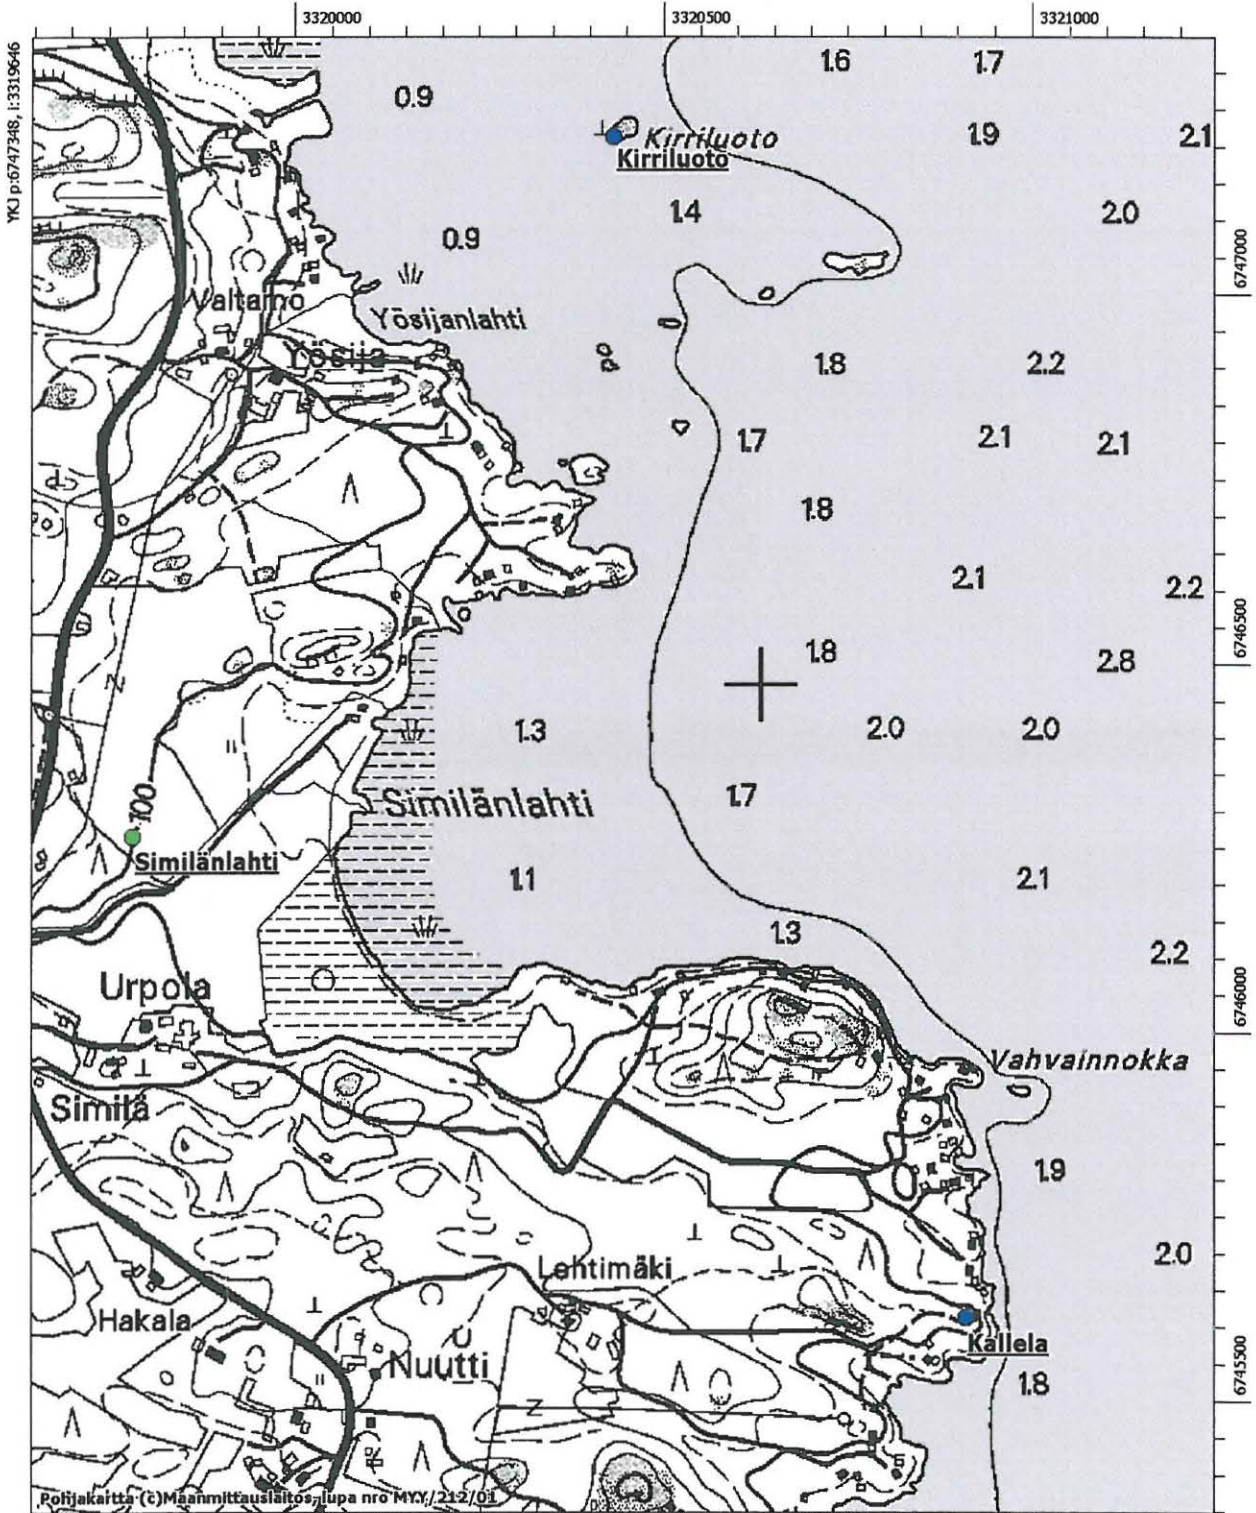 3320000 3320500 3321000
YKJ p:6747348, l:3319646
1.6 1.7
0.9
Kirriluoto 1.9 2.1
Kirriluoto
1.4 2.0
0.9
6747000
Valtamo
Yösijanlahti
Yösija 1.8 2.2
1.7 2.1 2.1
1.8
2.1 2.2
6746500
1.8 2.8
1.3 2.0 2.0
Similänlahti 1.7
100
Similänlahti
1.1 2.1
1.3
2.2
Urpola
6746000
Vahvainnokka
Similä
1.9
2.0
Lehtimäki
Hakala
Kallela
Nuutti
6745500
1.8
Pohjakartta (c)Maanmittauslaitos, lupa nro MYY/212/01